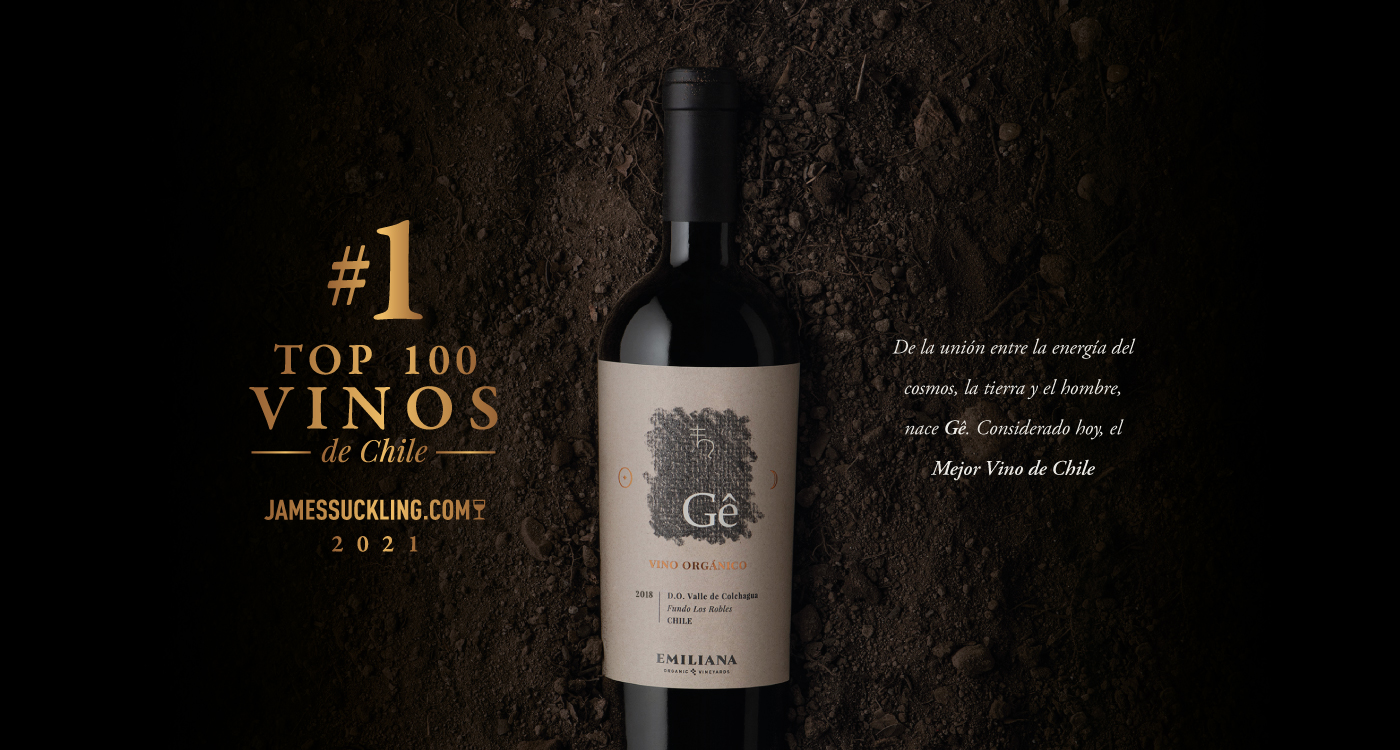 #1
TOP 100
VINOS
de Chile
JAMESSUCKLING.COM
2021
Gê
VINO ORGÁNICO
2018
D.O. Valle de Colchagua
Fundo Los Robles
CHILE
EMILIANA
ORGANIC VINEYARDS
De la unión entre la energía del
cosmos, la tierra y el hombre,
nace Gê. Considerado hoy, el
Mejor Vino de Chile